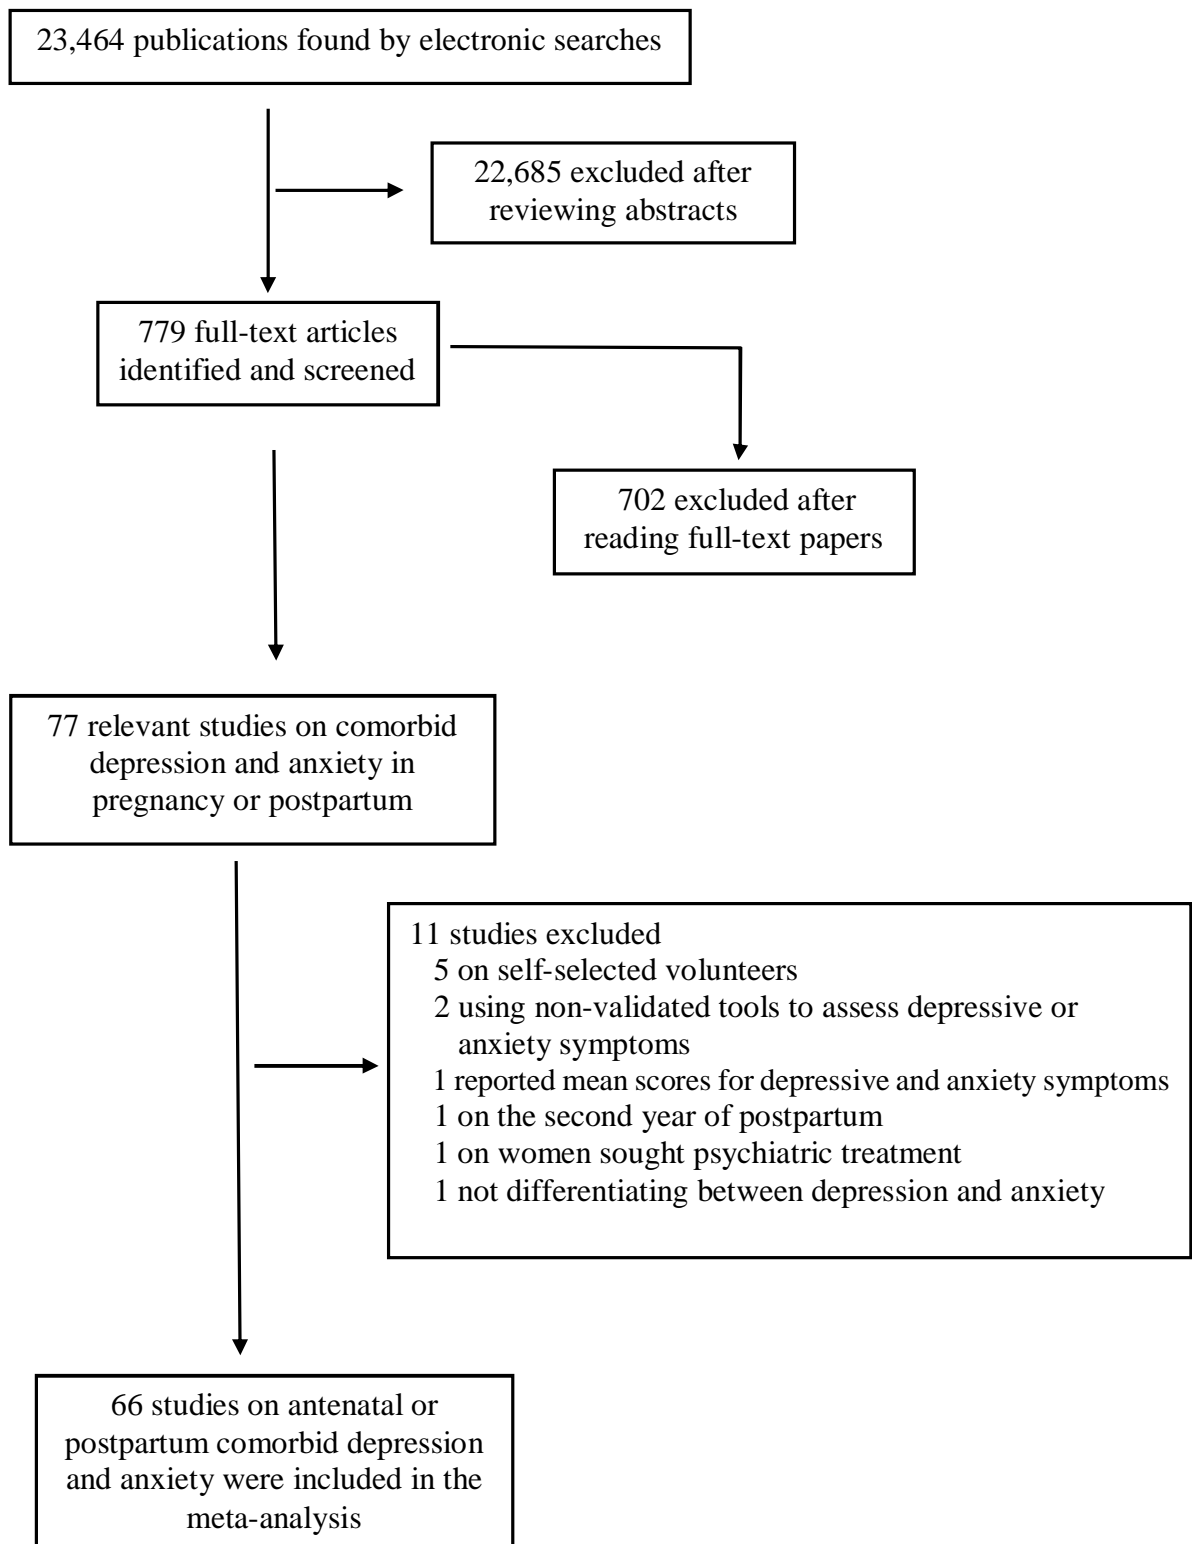 23,464 publications found by electronic searches
22,685 excluded after
reviewing abstracts
779 full-text articles
identified and screened
702 excluded after
reading full-text papers
77 relevant studies on comorbid
depression and anxiety in
pregnancy or postpartum
11 studies excluded
5 on self-selected volunteers
2 using non-validated tools to assess depressive or
anxiety symptoms
1 reported mean scores for depressive and anxiety symptoms
1 on the second year of postpartum
1 on women sought psychiatric treatment
1 not differentiating between depression and anxiety
66 studies on antenatal or
postpartum comorbid depression
and anxiety were included in the
meta-analysis